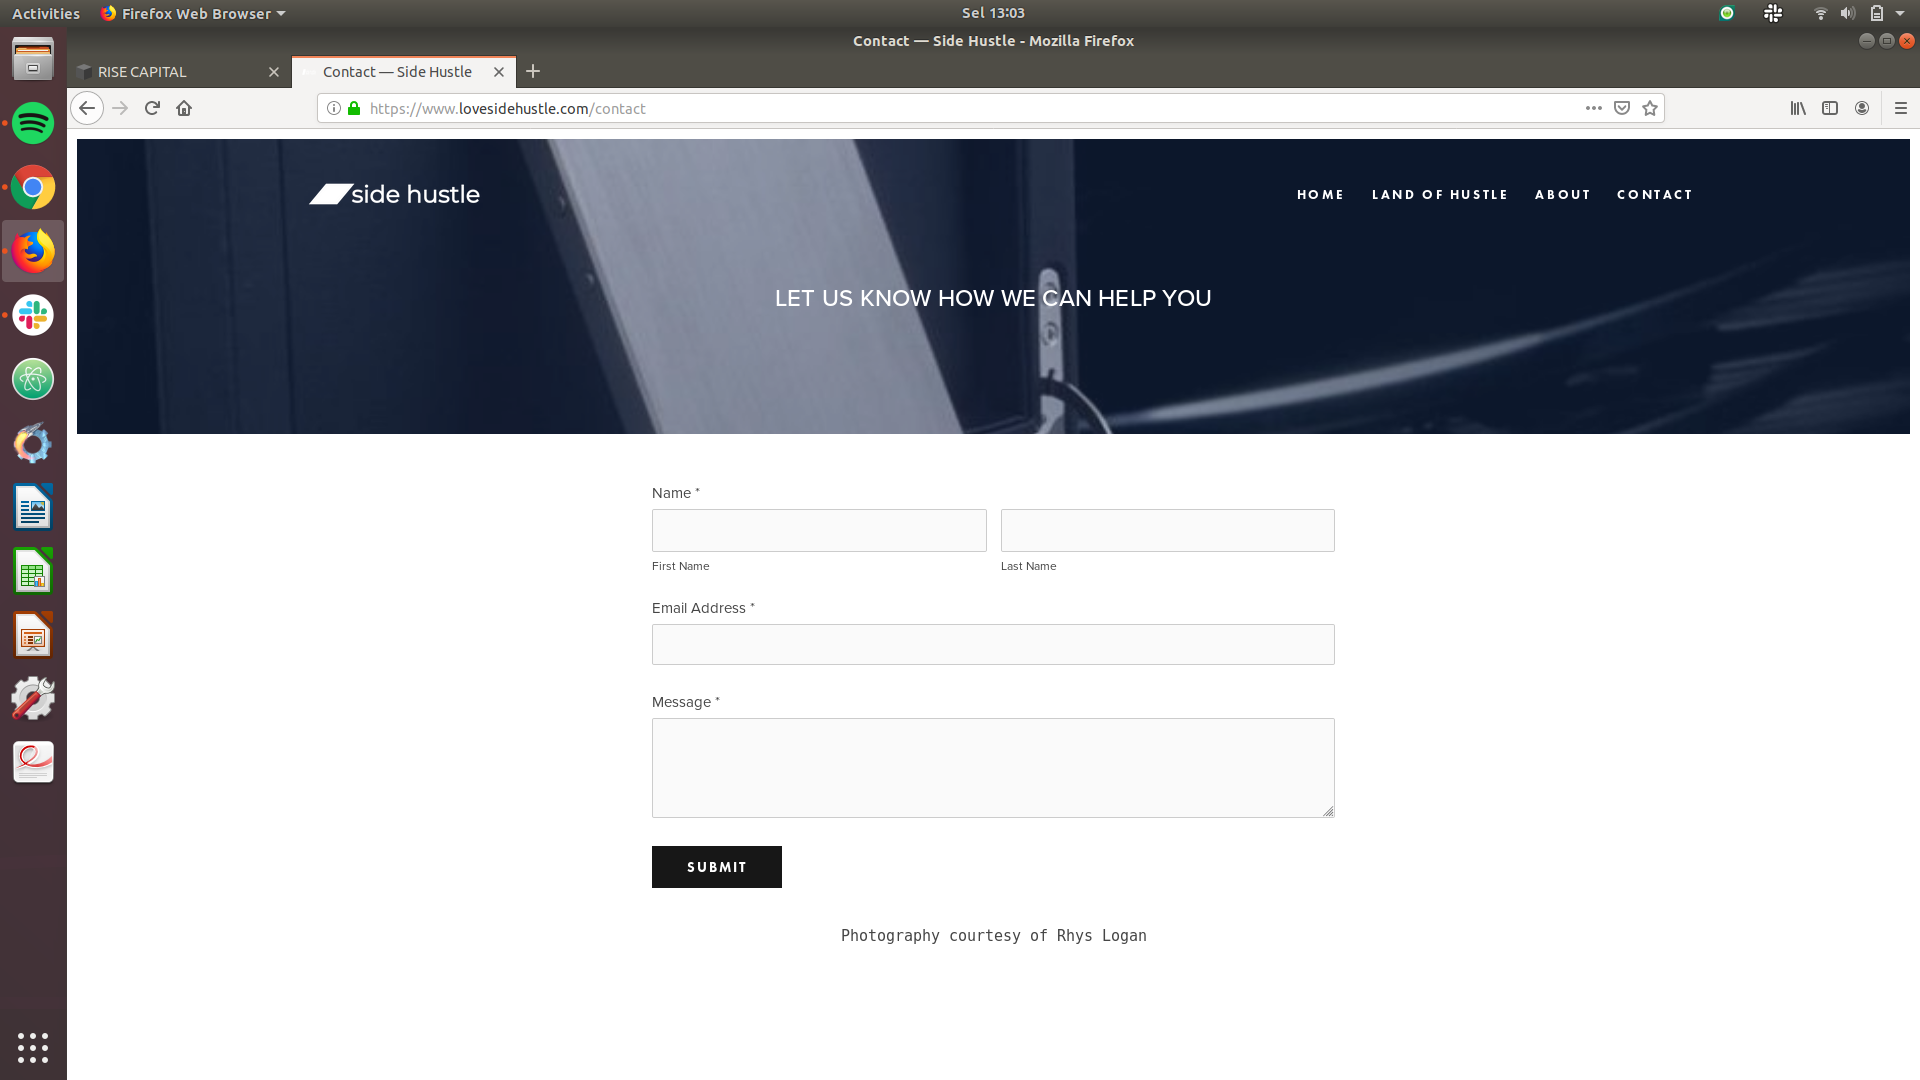 Activities
Firefox Web Browser
Sel 13:03
Contact — Side Hustle - Mozilla Firefox
RISE CAPITAL
Contact — Side Hustle
https://www.lovesidehustle.com/contact
side hustle
HOME
LAND OF HUSTLE
ABOUT
CONTACT
LET US KNOW HOW WE CAN HELP YOU
Name *
First Name
Last Name
Email Address *
Message *
SUBMIT
Photography courtesy of Rhys Logan